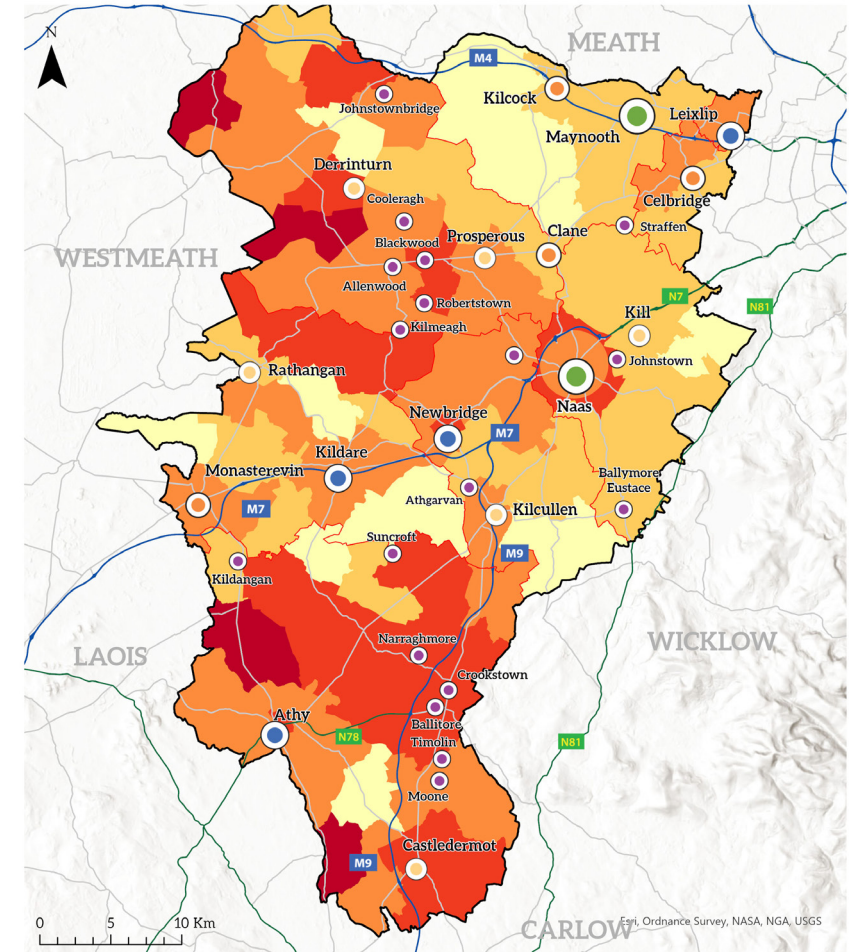 N
MEATH
M4
Kilcock
Leixlip
Johnstownbridge
Maynooth
Derrinturn
Celbridge
Cooleragh
Straffen
Clane
Prosperous
Blackwood
WESTMEATH
Allenwood
N7
N81
Robertstown
Kill
Kilmeagh
Johnstown
Rathangan
Naas
Newbridge
M7
Kildare
Monasterevin
Ballymore
Eustace
Athgarvan
M7
Kilcullen
Suncroft
M9
Kildangan
Narraghmore
WICKLOW
LAOIS
Crookstown
Athy
Ballitore
N78
Timolin
N81
Moone
Castledermot
M9
0 5 10 Km
CARLOW
Esri, Ordnance Survey, NASA, NGA, USGS